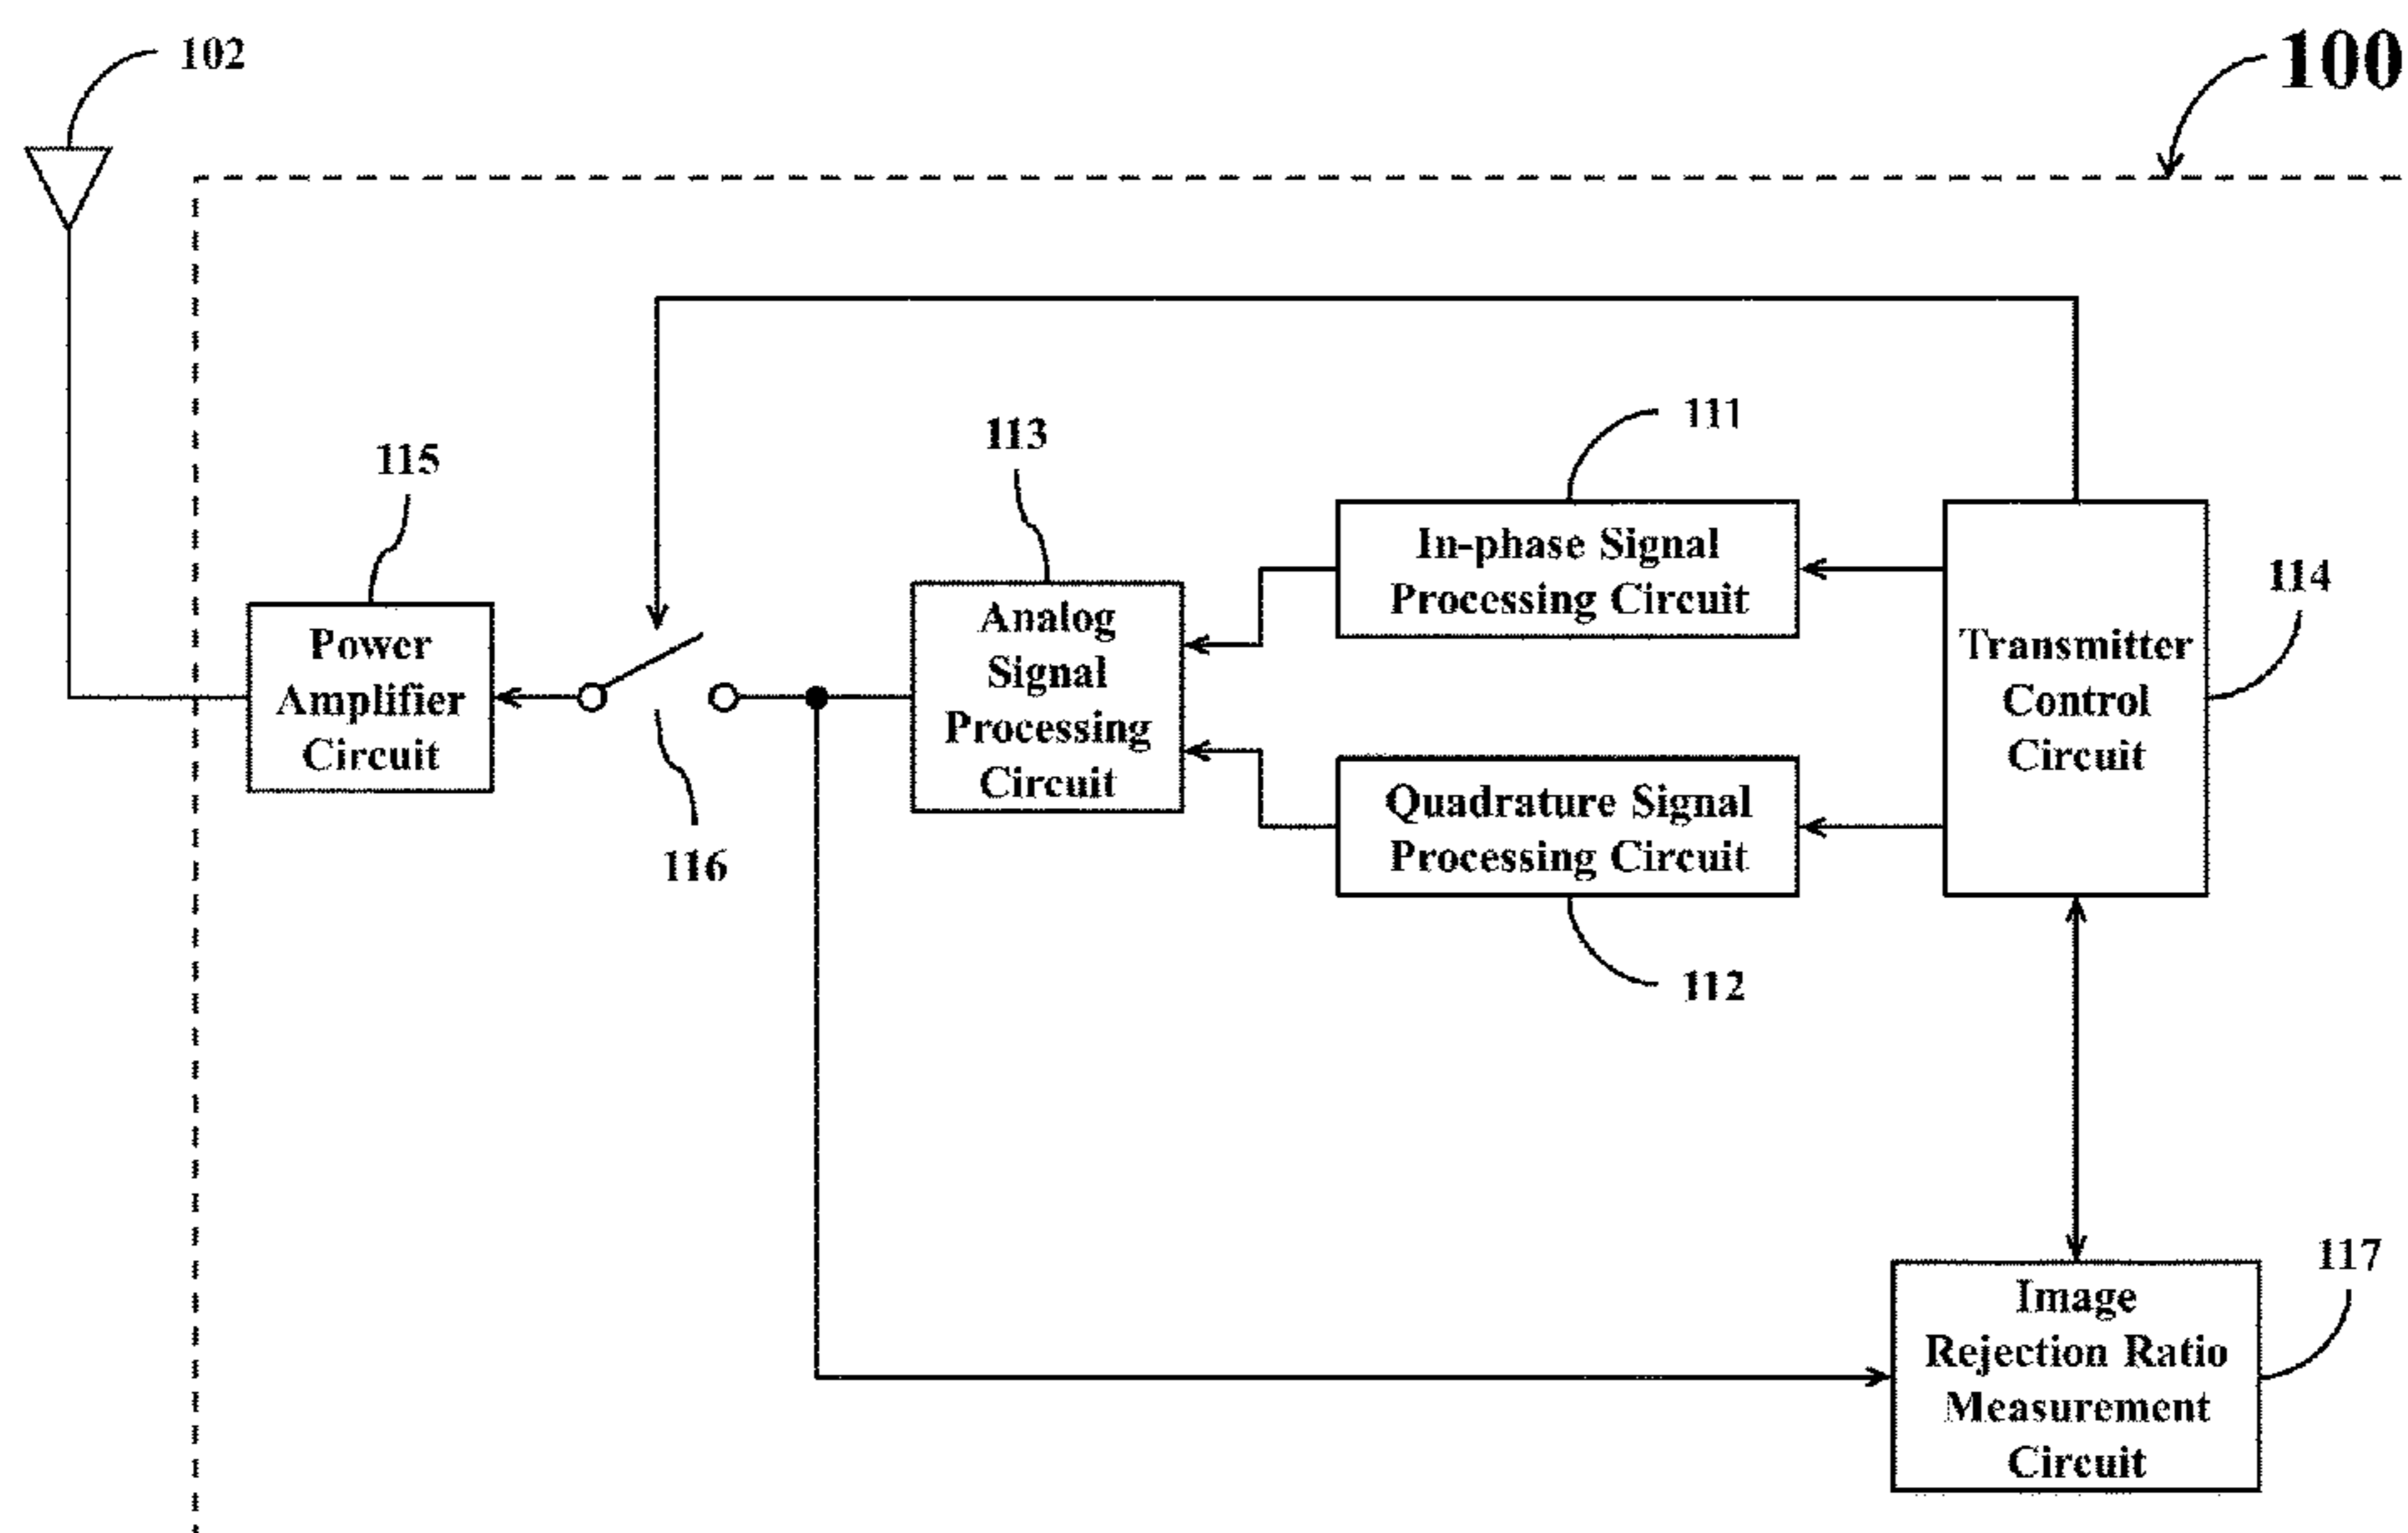 102
100
115
113
111
In-phase Signal
Processing Circuit
114
Power
Amplifier
Circuit
Analog
Signal
Processing
Circuit
Transmitter
Control
Circuit
116
Quadrature Signal
Processing Circuit
112
117
Image
Rejection Ratio
Measurement
Circuit